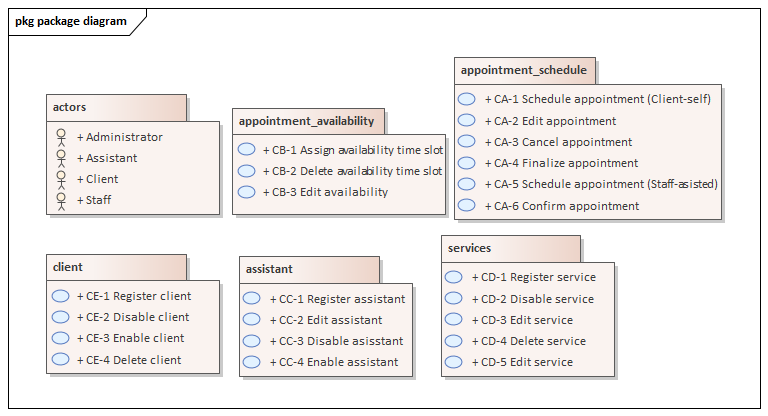 pkg package diagram
actors
+ Administrator
+ Assistant
+ Client
+ Staff
appointment_availability
+ CB-1 Assign availability time slot
+ CB-2 Delete availability time slot
+ CB-3 Edit availability
appointment_schedule
+ CA-1 Schedule appointment (Client-self)
+ CA-2 Edit appointment
+ CA-3 Cancel appointment
+ CA-4 Finalize appointment
+ CA-5 Schedule appointment (Staff-asisted)
+ CA-6 Confirm appointment
client
+ CE-1 Register client
+ CE-2 Disable client
+ CE-3 Enable client
+ CE-4 Delete client
assistant
+ CC-1 Register assistant
+ CC-2 Edit assistant
+ CC-3 Disable asisstant
+ CC-4 Enable assistant
services
+ CD-1 Register service
+ CD-2 Disable service
+ CD-3 Edit service
+ CD-4 Delete service
+ CD-5 Edit service